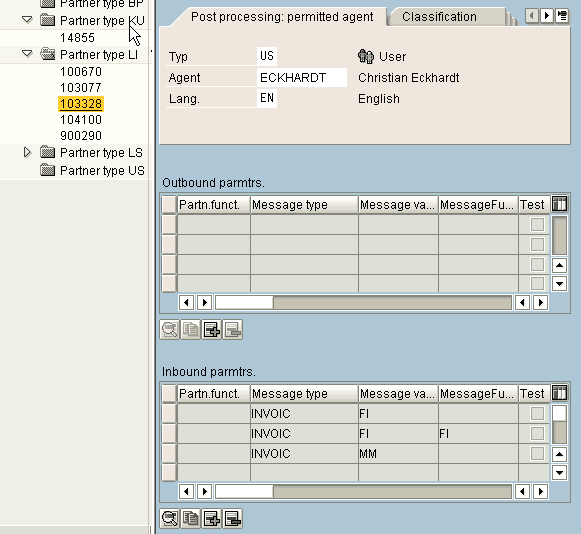 Partner type BP
Partner type KU
14855
Partner type LI
100670
103077
103328
104100
900290
Partner type LS
Partner type US
Post processing: permitted agent
Classification
Typ US User
Agent ECKHARDT Christian Eckhardt
Lang. EN English
Outbound parmtrs.
Partn.funct. Message type Message va... MessageFu... Test
Inbound parmtrs.
Partn.funct. Message type Message va... MessageFu... Test
INVOIC FI
INVOIC FI FI
INVOIC MM